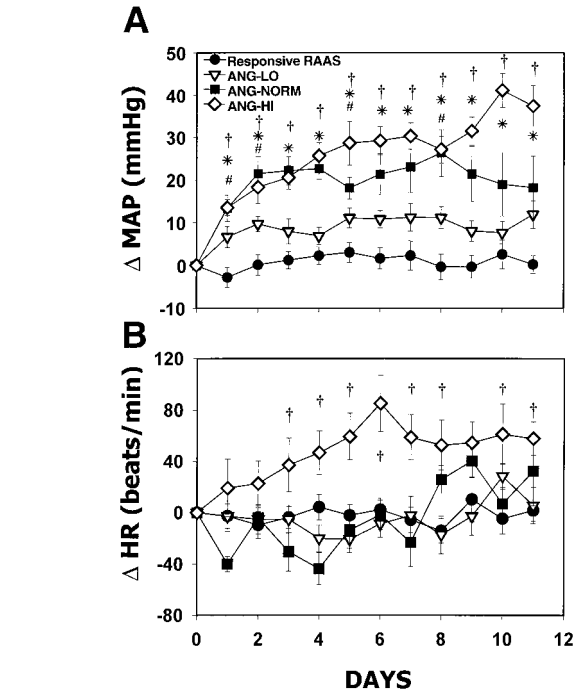 A
50
40
30
20
10
0
-10
Δ MAP (mmHg)
Responsive RAAS
ANG-LO
ANG-NORM
ANG-HI
† † † † † † † † † † †
* * * * * * * * * * *
# # # #
B
120
80
40
0
-40
-80
Δ HR (beats/min)
† † † † † † † †
0 2 4 6 8 10 12
DAYS